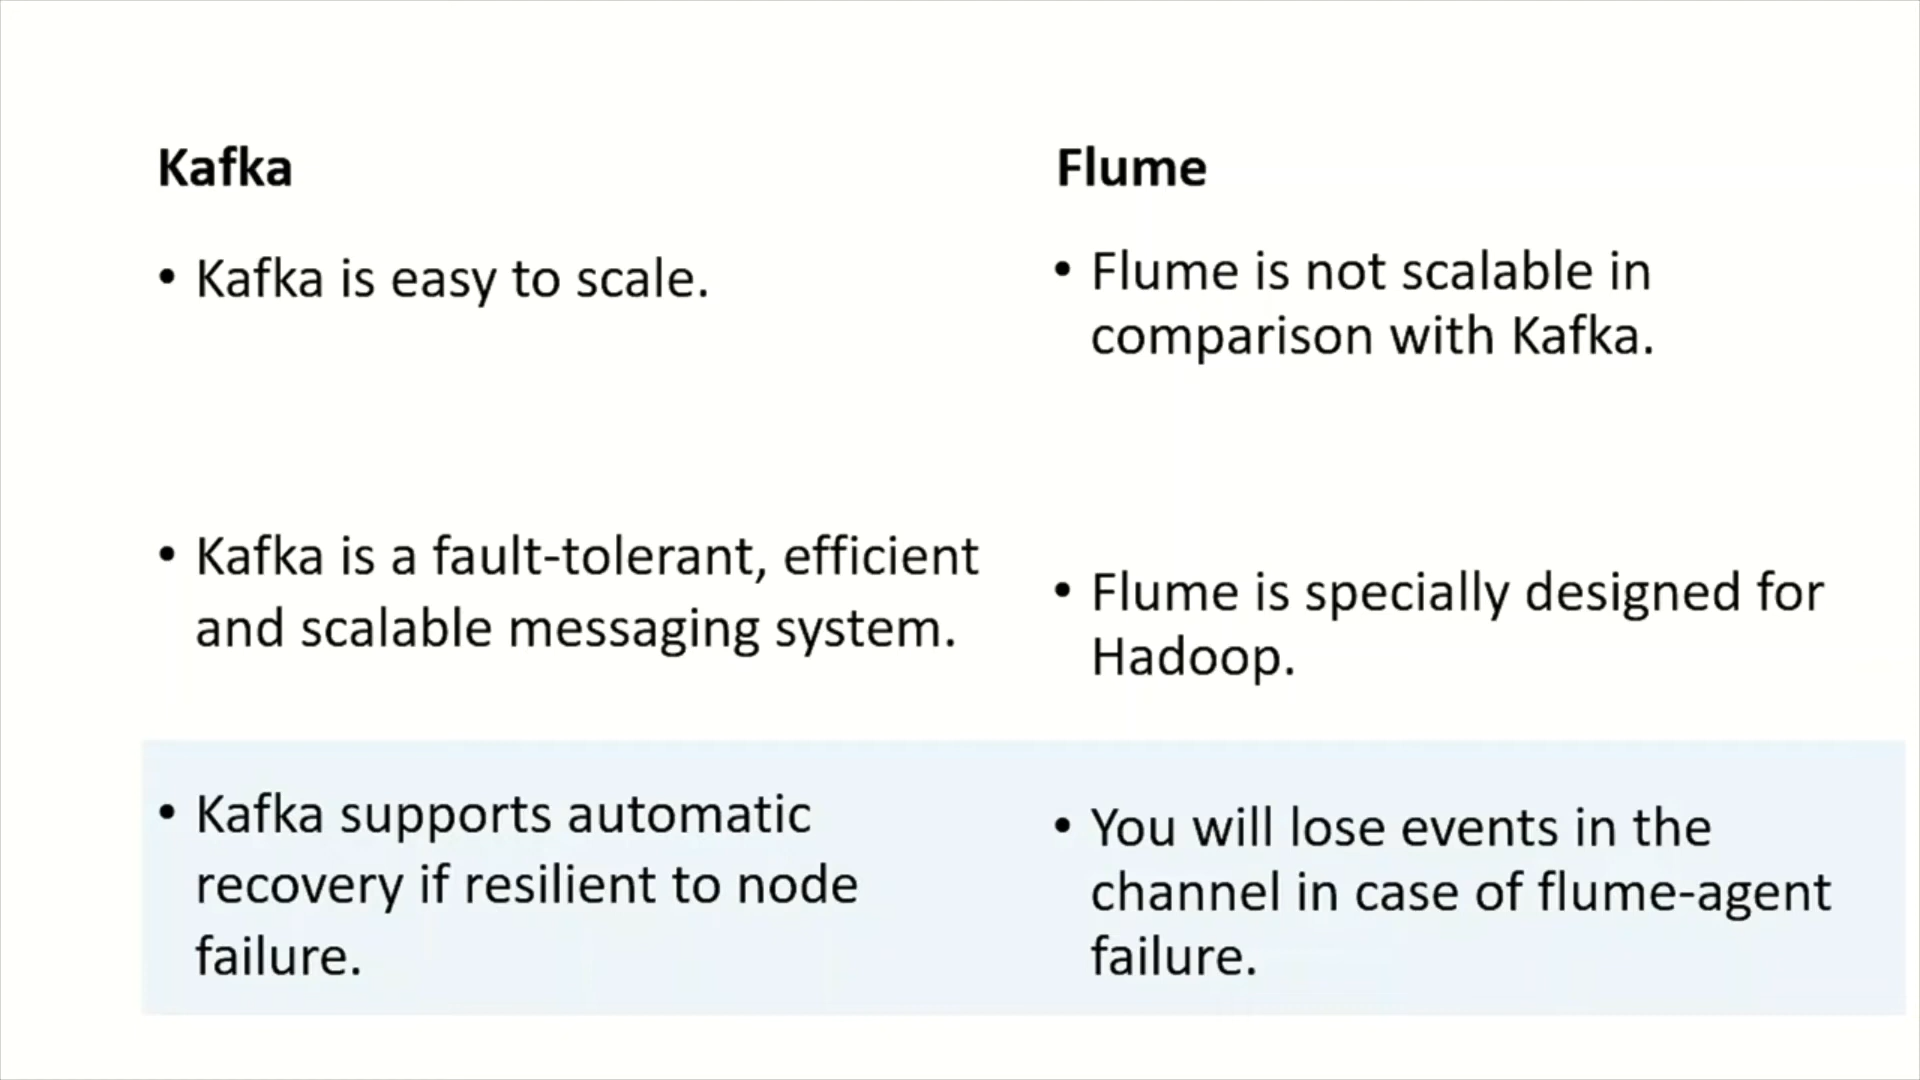 Kafka
Flume
• Kafka is easy to scale.
• Flume is not scalable in
comparison with Kafka.
• Kafka is a fault-tolerant, efficient
and scalable messaging system.
• Flume is specially designed for
Hadoop.
• Kafka supports automatic
recovery if resilient to node
failure.
• You will lose events in the
channel in case of flume-agent
failure.